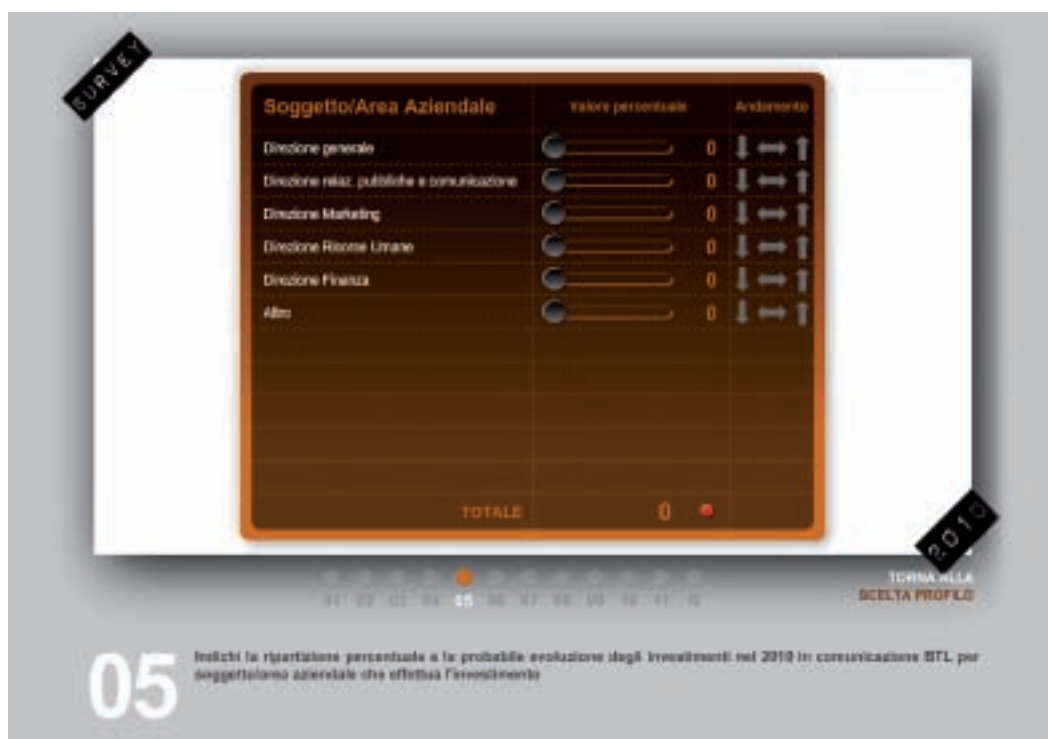 SURVEY
Soggetto/Area Aziendale Valore percentuale Andamento
Direzione generale 0
Direzione relaz. pubbliche e comunicazione 0
Direzione Marketing 0
Direzione Risorse Umane 0
Direzione Finanza 0
Altro 0
TOTALE 0
2010
01 02 03 04 05 06 07 08 09 10 11
TORNA ALLA
SCELTA PROFILO
05
Indichi la ripartizione percentuale e la probabile evoluzione degli investimenti nel 2010 in comunicazione BTL per
soggetto/area aziendale che effettua l'investimento